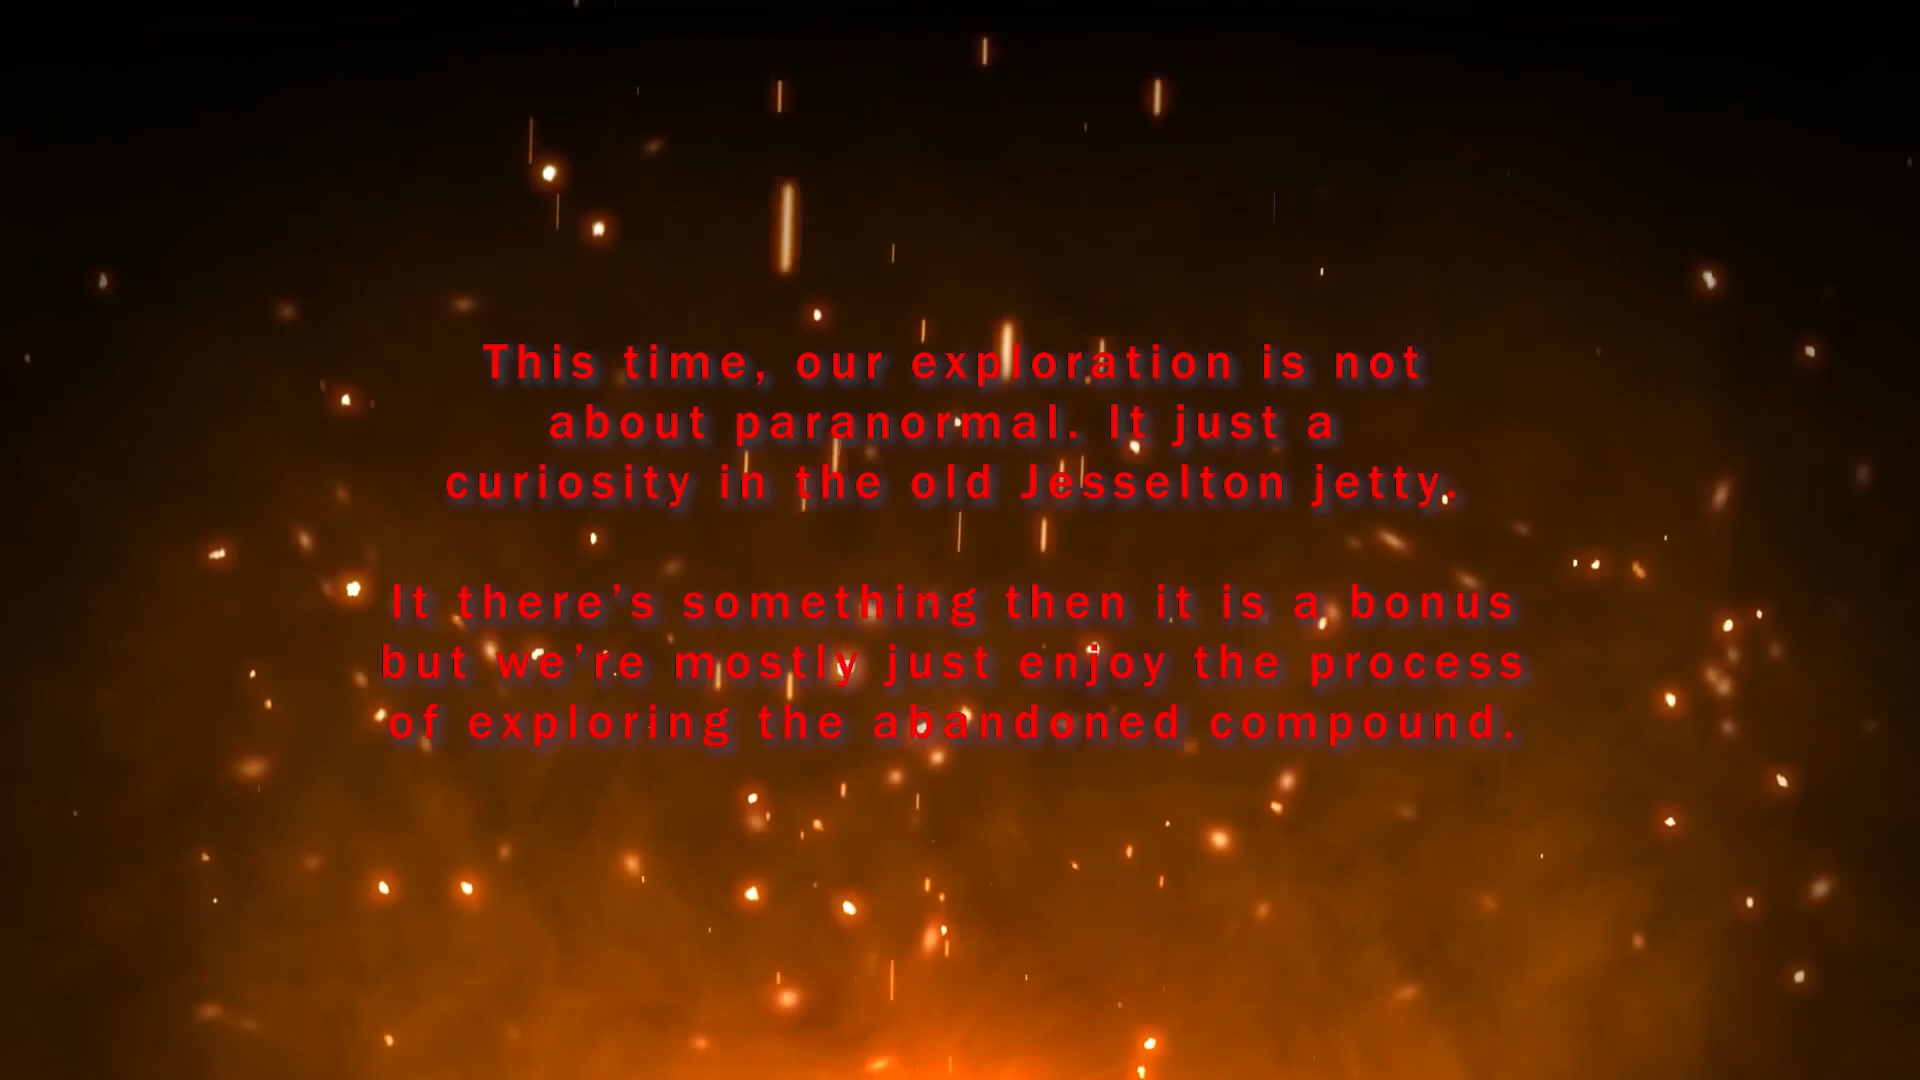 This time, our exploration is not
about paranormal. It just a
curiosity in the old Jesselton jetty.
It there’s something then it is a bonus
but we’re mostly just enjoy the process
of exploring the abandoned compound.